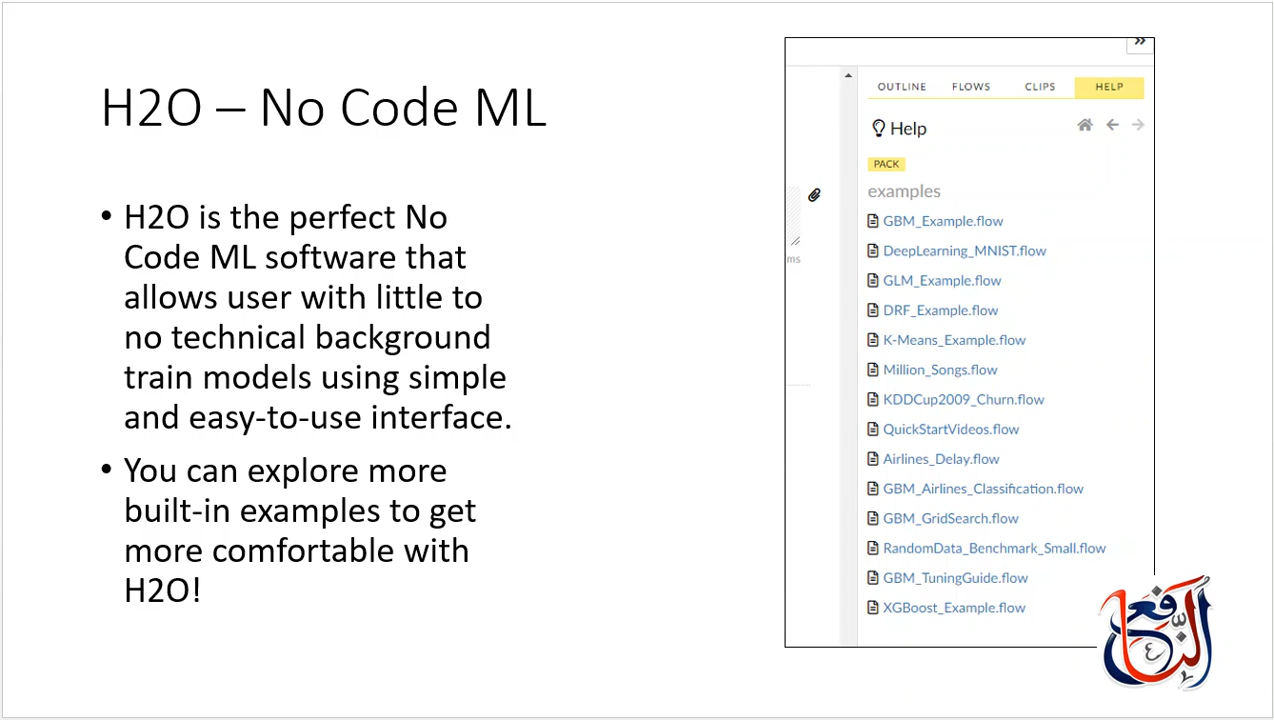 H2O – No Code ML
• H2O is the perfect No
Code ML software that
allows user with little to
no technical background
train models using simple
and easy-to-use interface.
• You can explore more
built-in examples to get
more comfortable with
H2O!
»
OUTLINE FLOWS CLIPS HELP
Help
PACK
examples
GBM_Example.flow
DeepLearning_MNIST.flow
GLM_Example.flow
DRF_Example.flow
K-Means_Example.flow
Million_Songs.flow
KDDCup2009_Churn.flow
QuickStartVideos.flow
Airlines_Delay.flow
GBM_Airlines_Classification.flow
GBM_GridSearch.flow
RandomData_Benchmark_Small.flow
GBM_TuningGuide.flow
XGBoost_Example.flow
ms